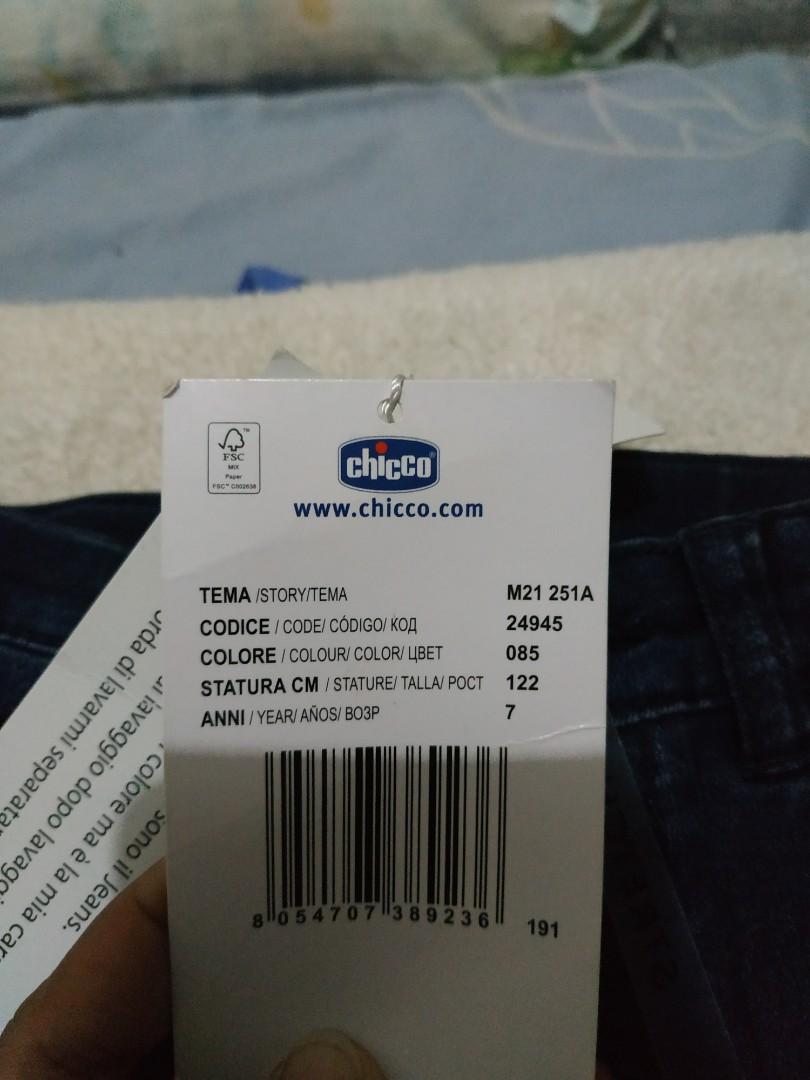 FSC
MIX
Paper
FSC™ C002638
chicco
www.chicco.com
TEMA /STORY/TEMA M21 251A
CODICE / CODE/ CÓDIGO/ КОД 24945
COLORE / COLOUR/ COLOR/ ЦВЕТ 085
STATURA CM / STATURE/ TALLA/ РОСТ 122
ANNI / YEAR/ AÑOS/ ВОЗР 7
8 054707 389236
191
sono il Jeans.
colore ma è la mia
di lavaggio dopo
di lavarmi